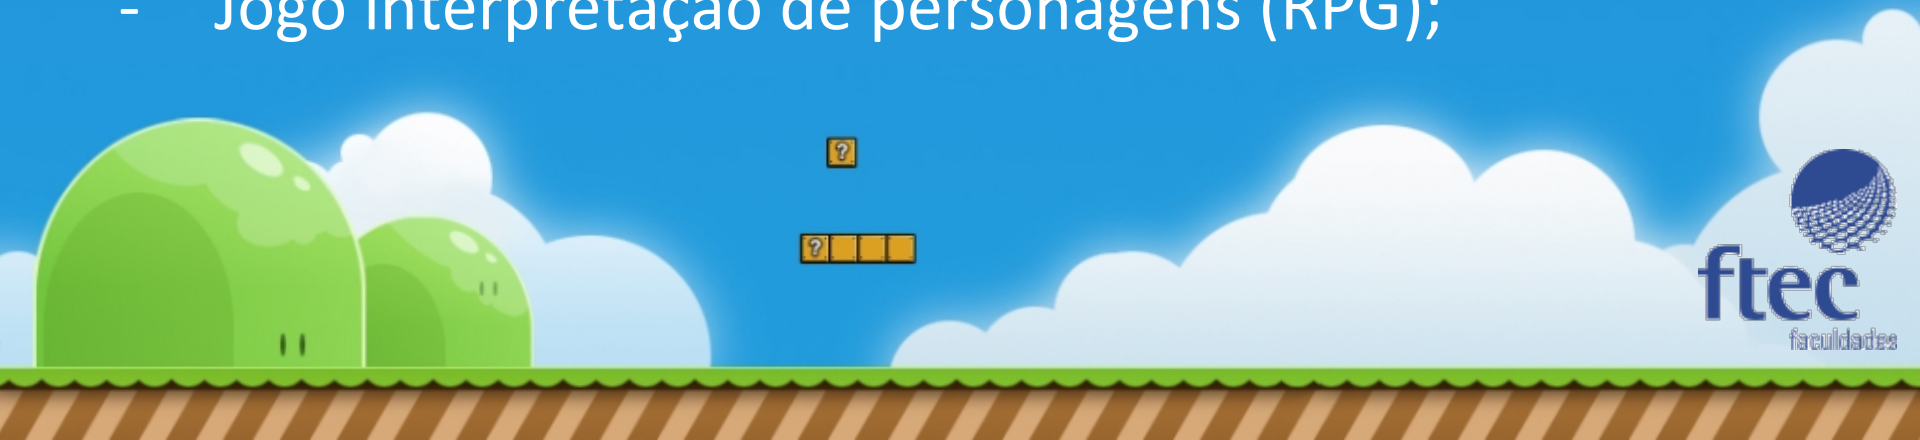 - Jogo interpretação de personagens (RPG);
?
?
ftec
faculdades